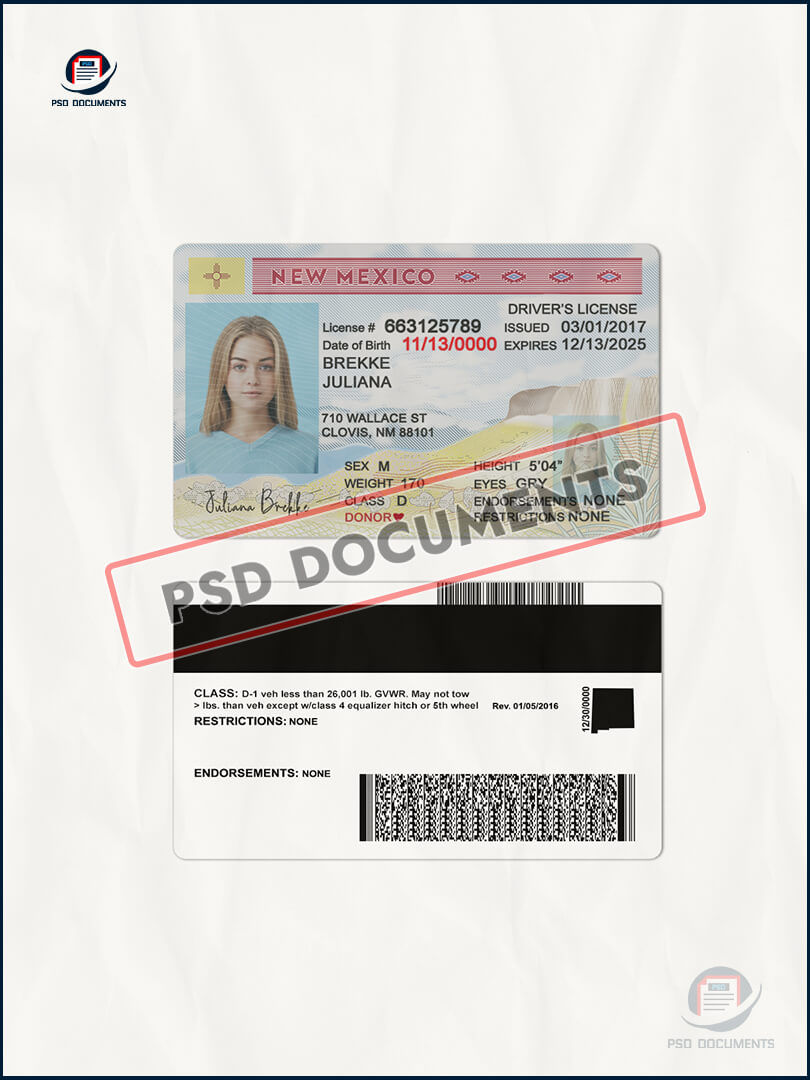 PSD
PSD DOCUMENTS
NEW MEXICO
DRIVER'S LICENSE
License # 663125789 ISSUED 03/01/2017
Date of Birth 11/13/0000 EXPIRES 12/13/2025
BREKKE
JULIANA
710 WALLACE ST
CLOVIS, NM 88101
SEX M HEIGHT 5'04"
WEIGHT 170 EYES GRY
CLASS D ENDORSEMENTS NONE
DONOR RESTRICTIONS NONE
Juliana Brekke
PSD DOCUMENTS
CLASS: D-1 veh less than 26,001 lb. GVWR. May not tow
> lbs. than veh except w/class 4 equalizer hitch or 5th wheel Rev. 01/05/2016
RESTRICTIONS: NONE
12/30/0000
ENDORSEMENTS: NONE
PSD
PSD DOCUMENTS